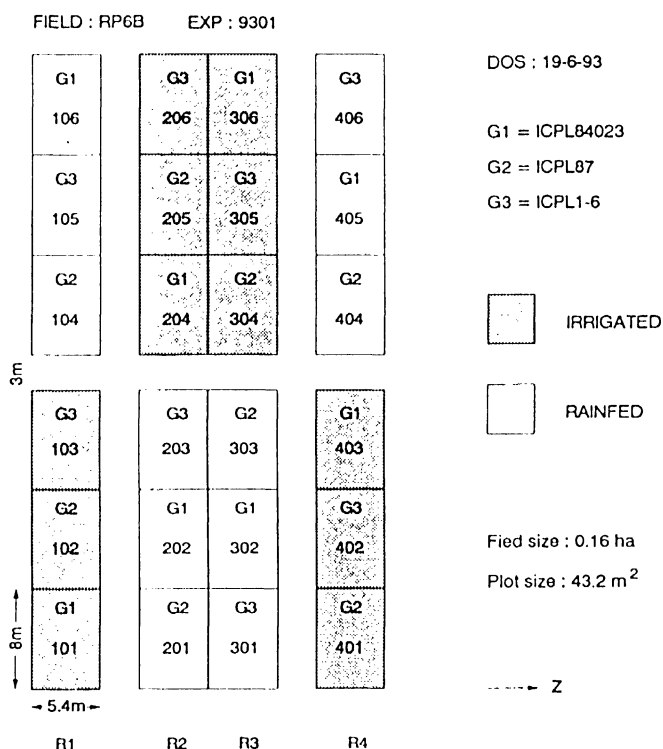 FIELD : RP6B EXP : 9301
DOS : 19-6-93
G1 G3 G1 G3
106 206 306 406
G1 = ICPL84023
G2 = ICPL87
G3 = ICPL1-6
G3 G2 G3 G1
105 205 305 405
G2 G1 G2 G2
104 204 304 404
IRRIGATED
3m
G3 G3 G2 G1
103 203 303 403
RAINFED
G2 G1 G1 G3
102 202 302 402
Fied size : 0.16 ha
Plot size : 43.2 m²
G1 G2 G3 G2
101 201 301 401
8m
5.4m
Z
R1 R2 R3 R4